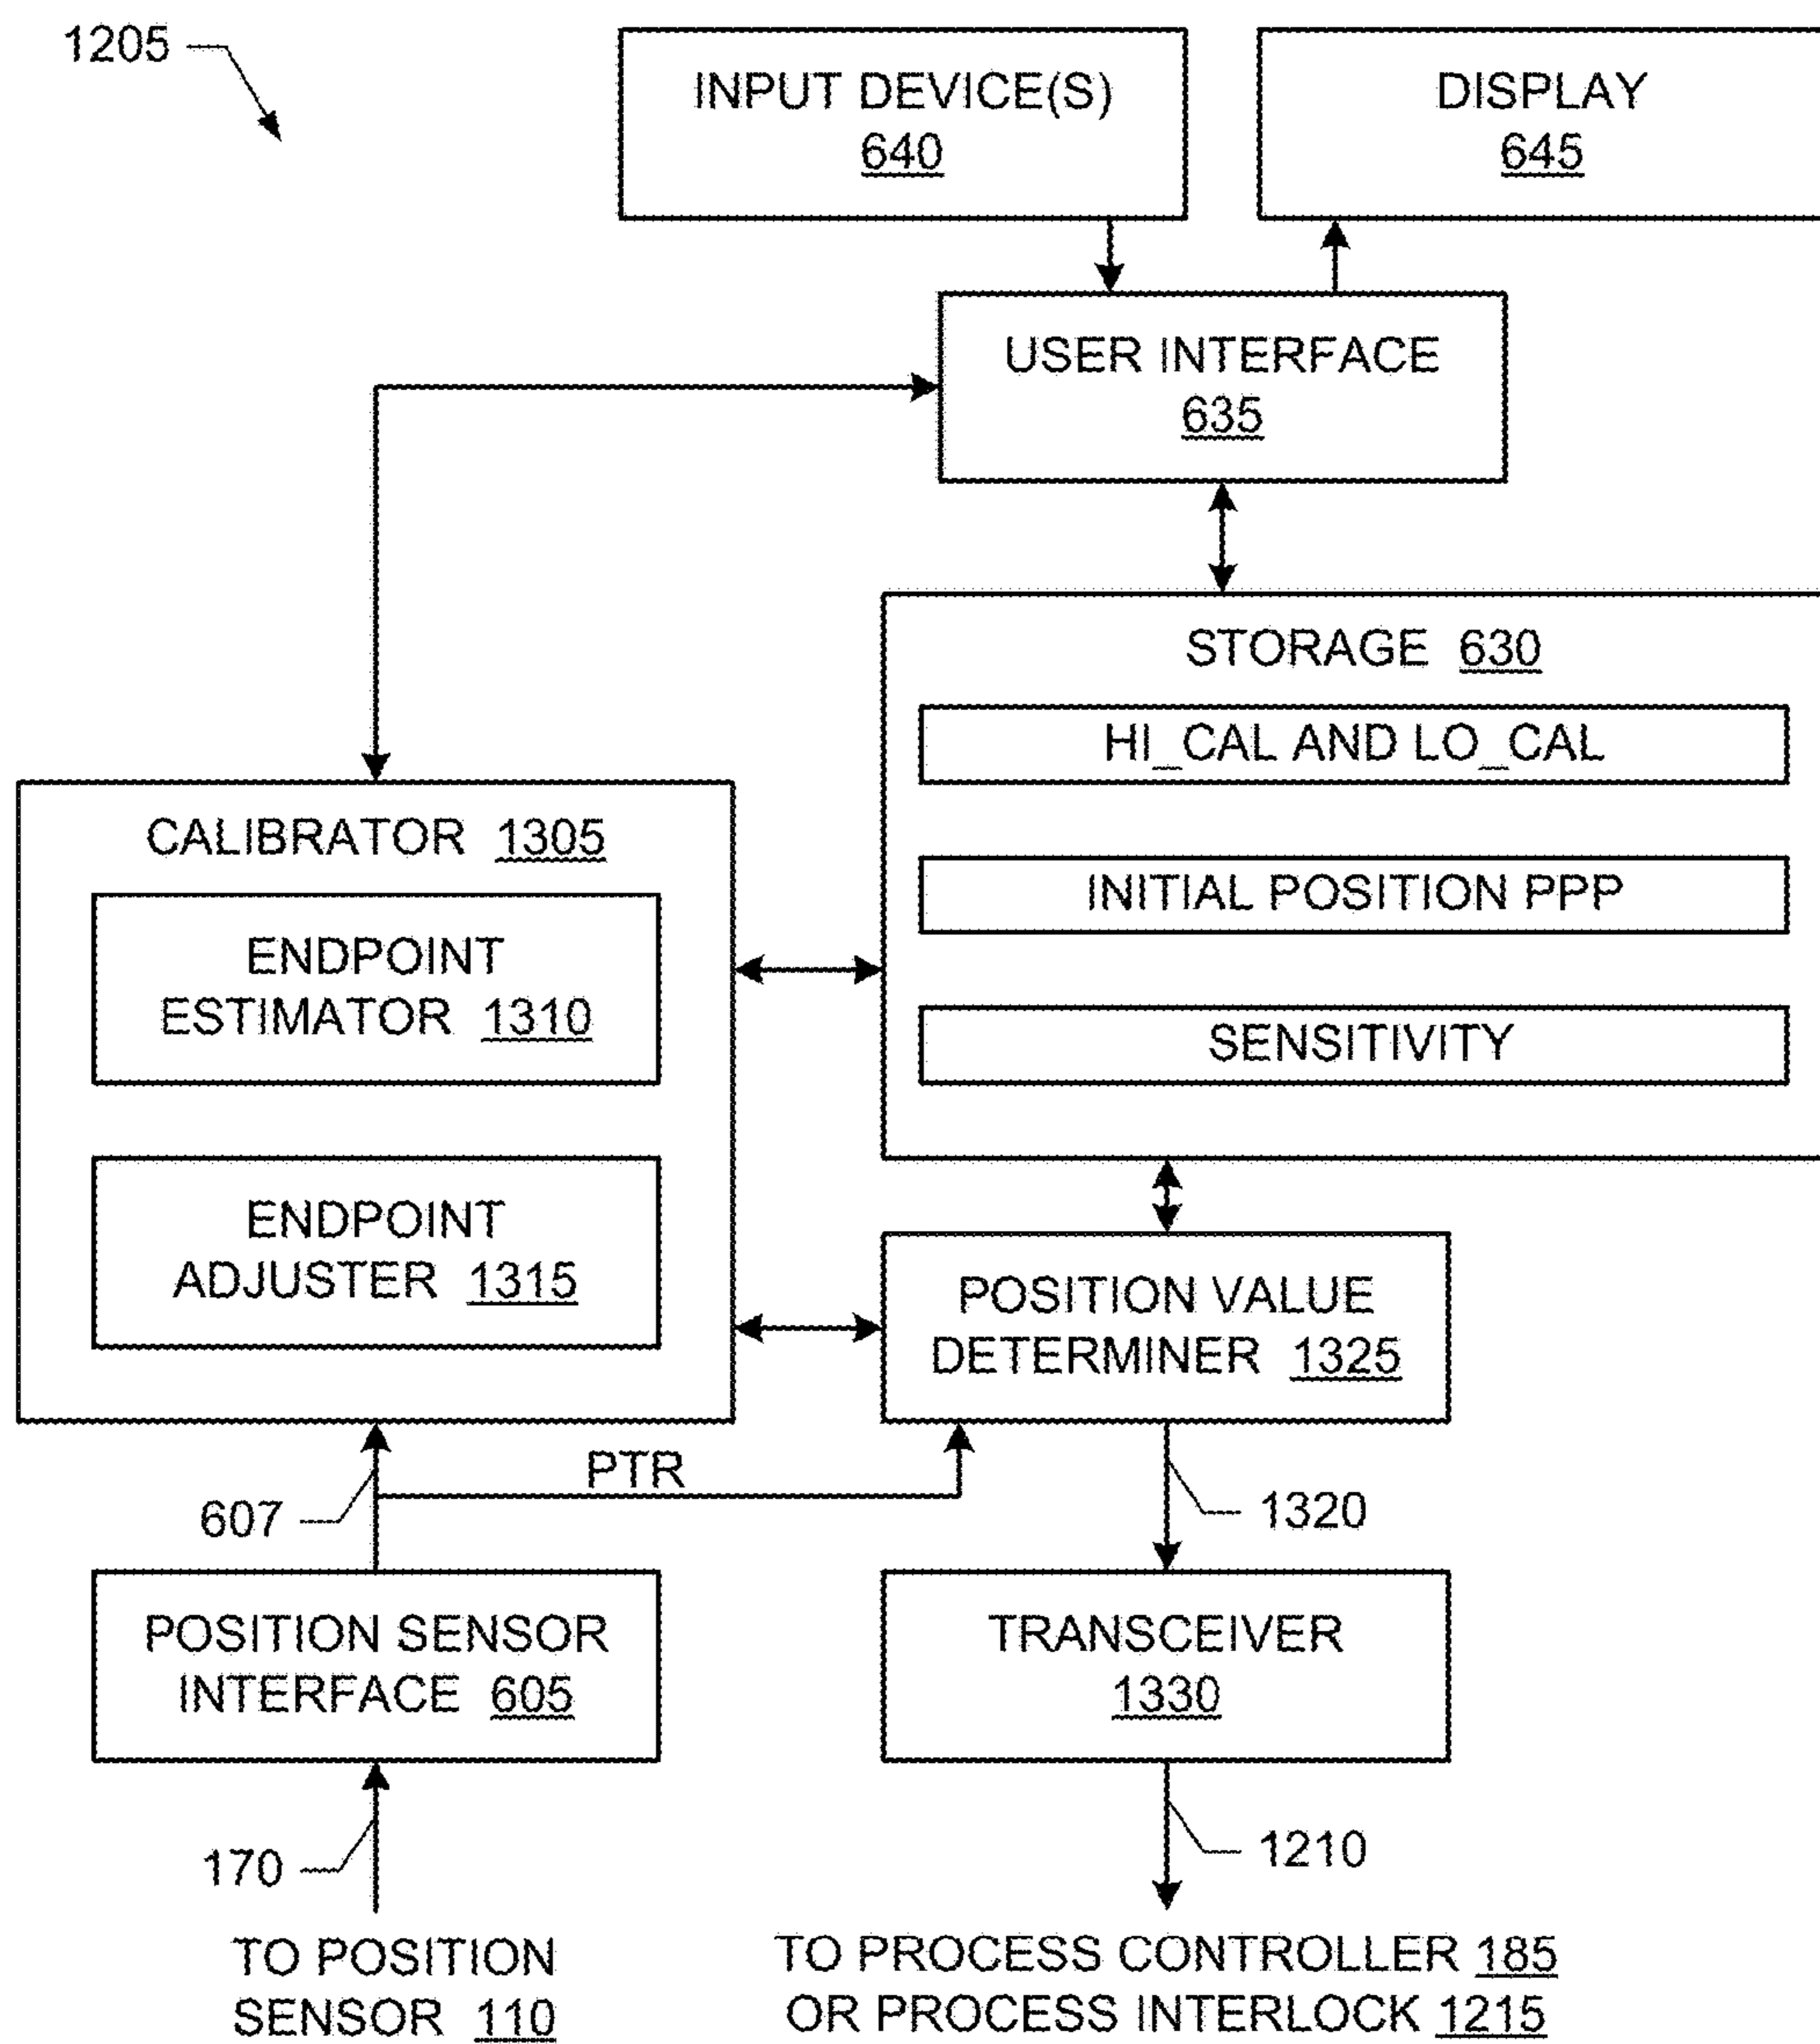 1205
INPUT DEVICE(S)
640
DISPLAY
645
USER INTERFACE
635
STORAGE 630
HI_CAL AND LO_CAL
INITIAL POSITION PPP
SENSITIVITY
CALIBRATOR 1305
ENDPOINT
ESTIMATOR 1310
ENDPOINT
ADJUSTER 1315
POSITION VALUE
DETERMINER 1325
PTR
607
1320
POSITION SENSOR
INTERFACE 605
TRANSCEIVER
1330
170
1210
TO POSITION
SENSOR 110
TO PROCESS CONTROLLER 185
OR PROCESS INTERLOCK 1215